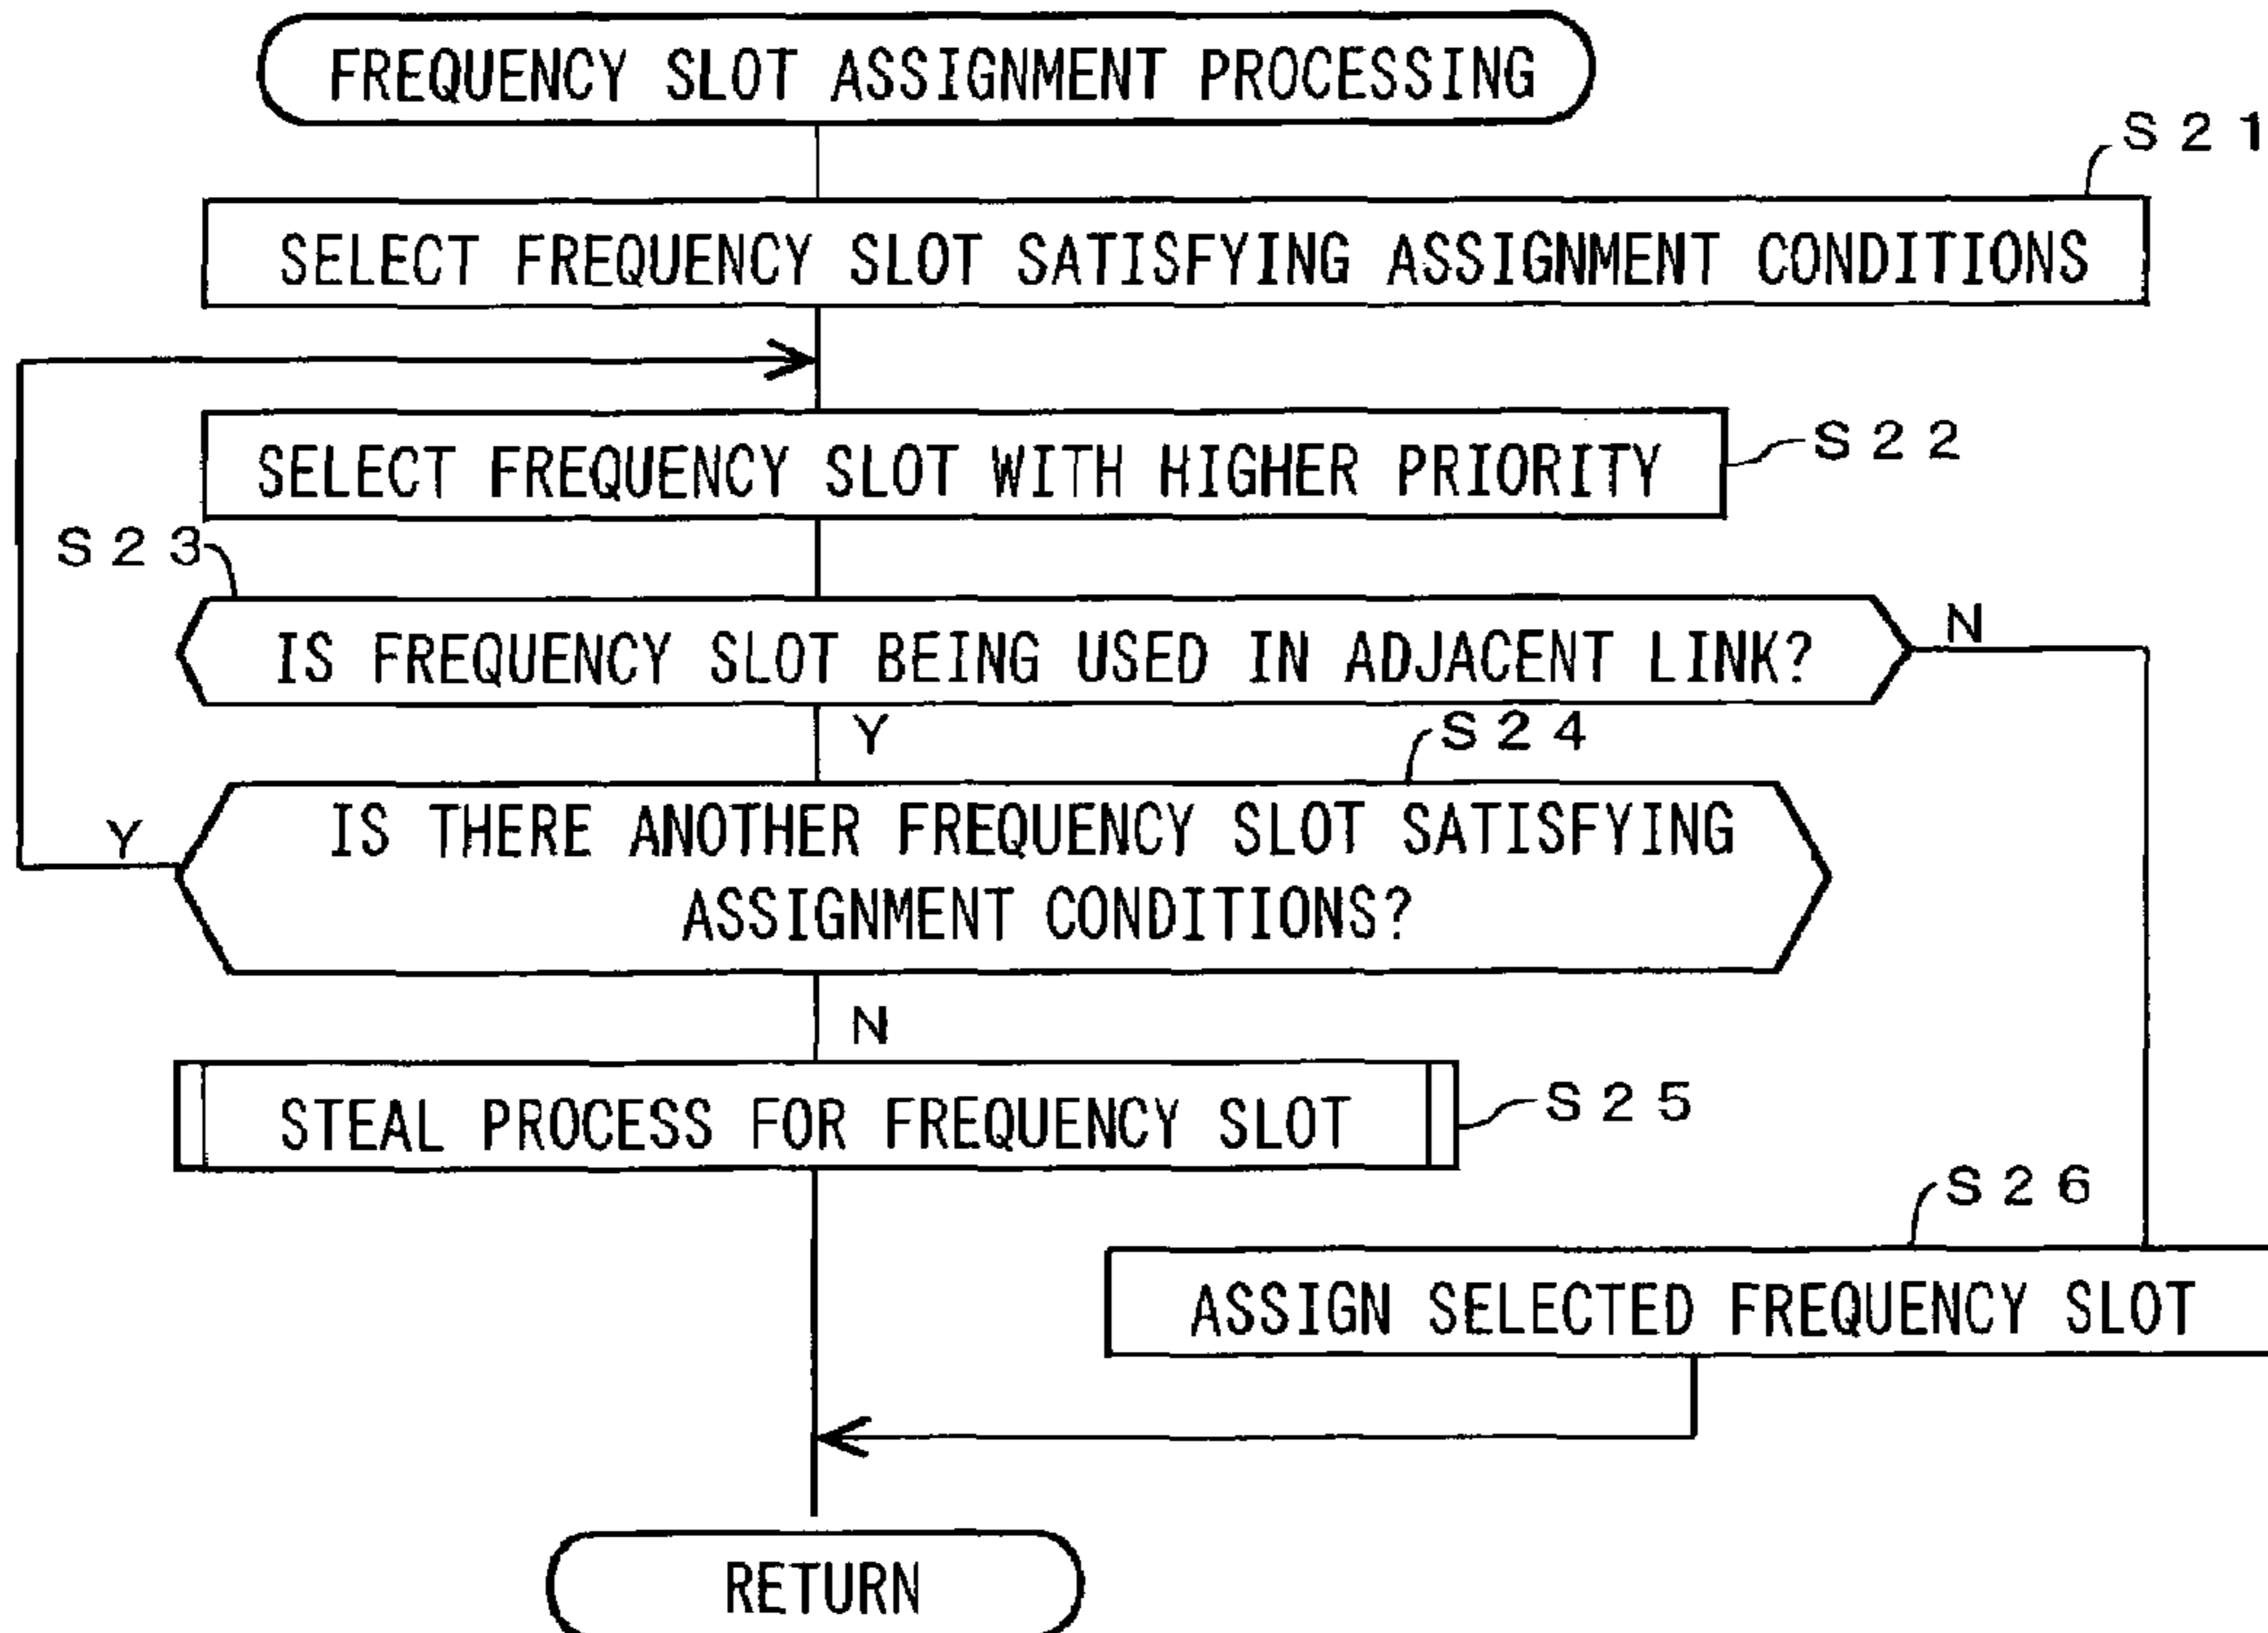 FREQUENCY SLOT ASSIGNMENT PROCESSING
S21
SELECT FREQUENCY SLOT SATISFYING ASSIGNMENT CONDITIONS
SELECT FREQUENCY SLOT WITH HIGHER PRIORITY
S22
S23
IS FREQUENCY SLOT BEING USED IN ADJACENT LINK?
N
Y
S24
IS THERE ANOTHER FREQUENCY SLOT SATISFYING
ASSIGNMENT CONDITIONS?
Y
N
STEAL PROCESS FOR FREQUENCY SLOT
S25
S26
ASSIGN SELECTED FREQUENCY SLOT
RETURN